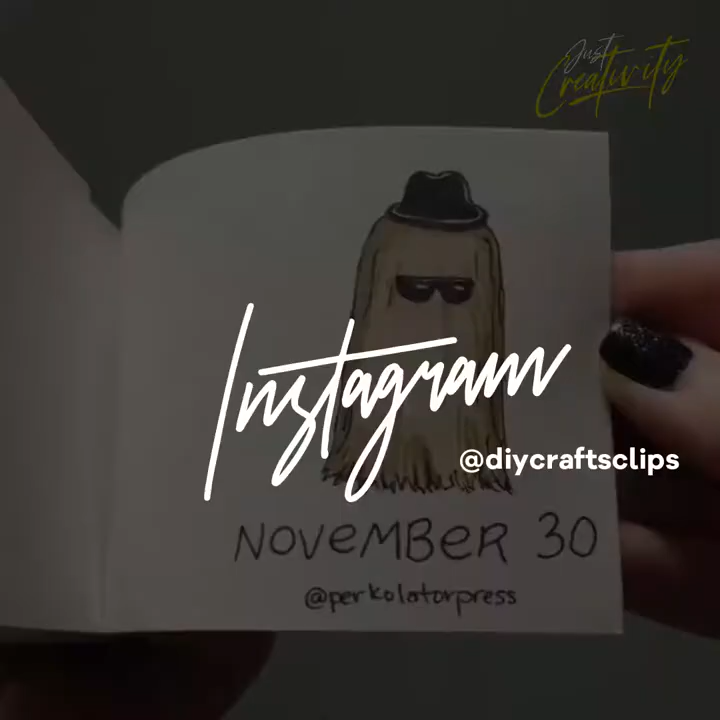 Just
Creativity
Instagram
@diycraftsclips
NOVEMBER 30
@perkolatorpress